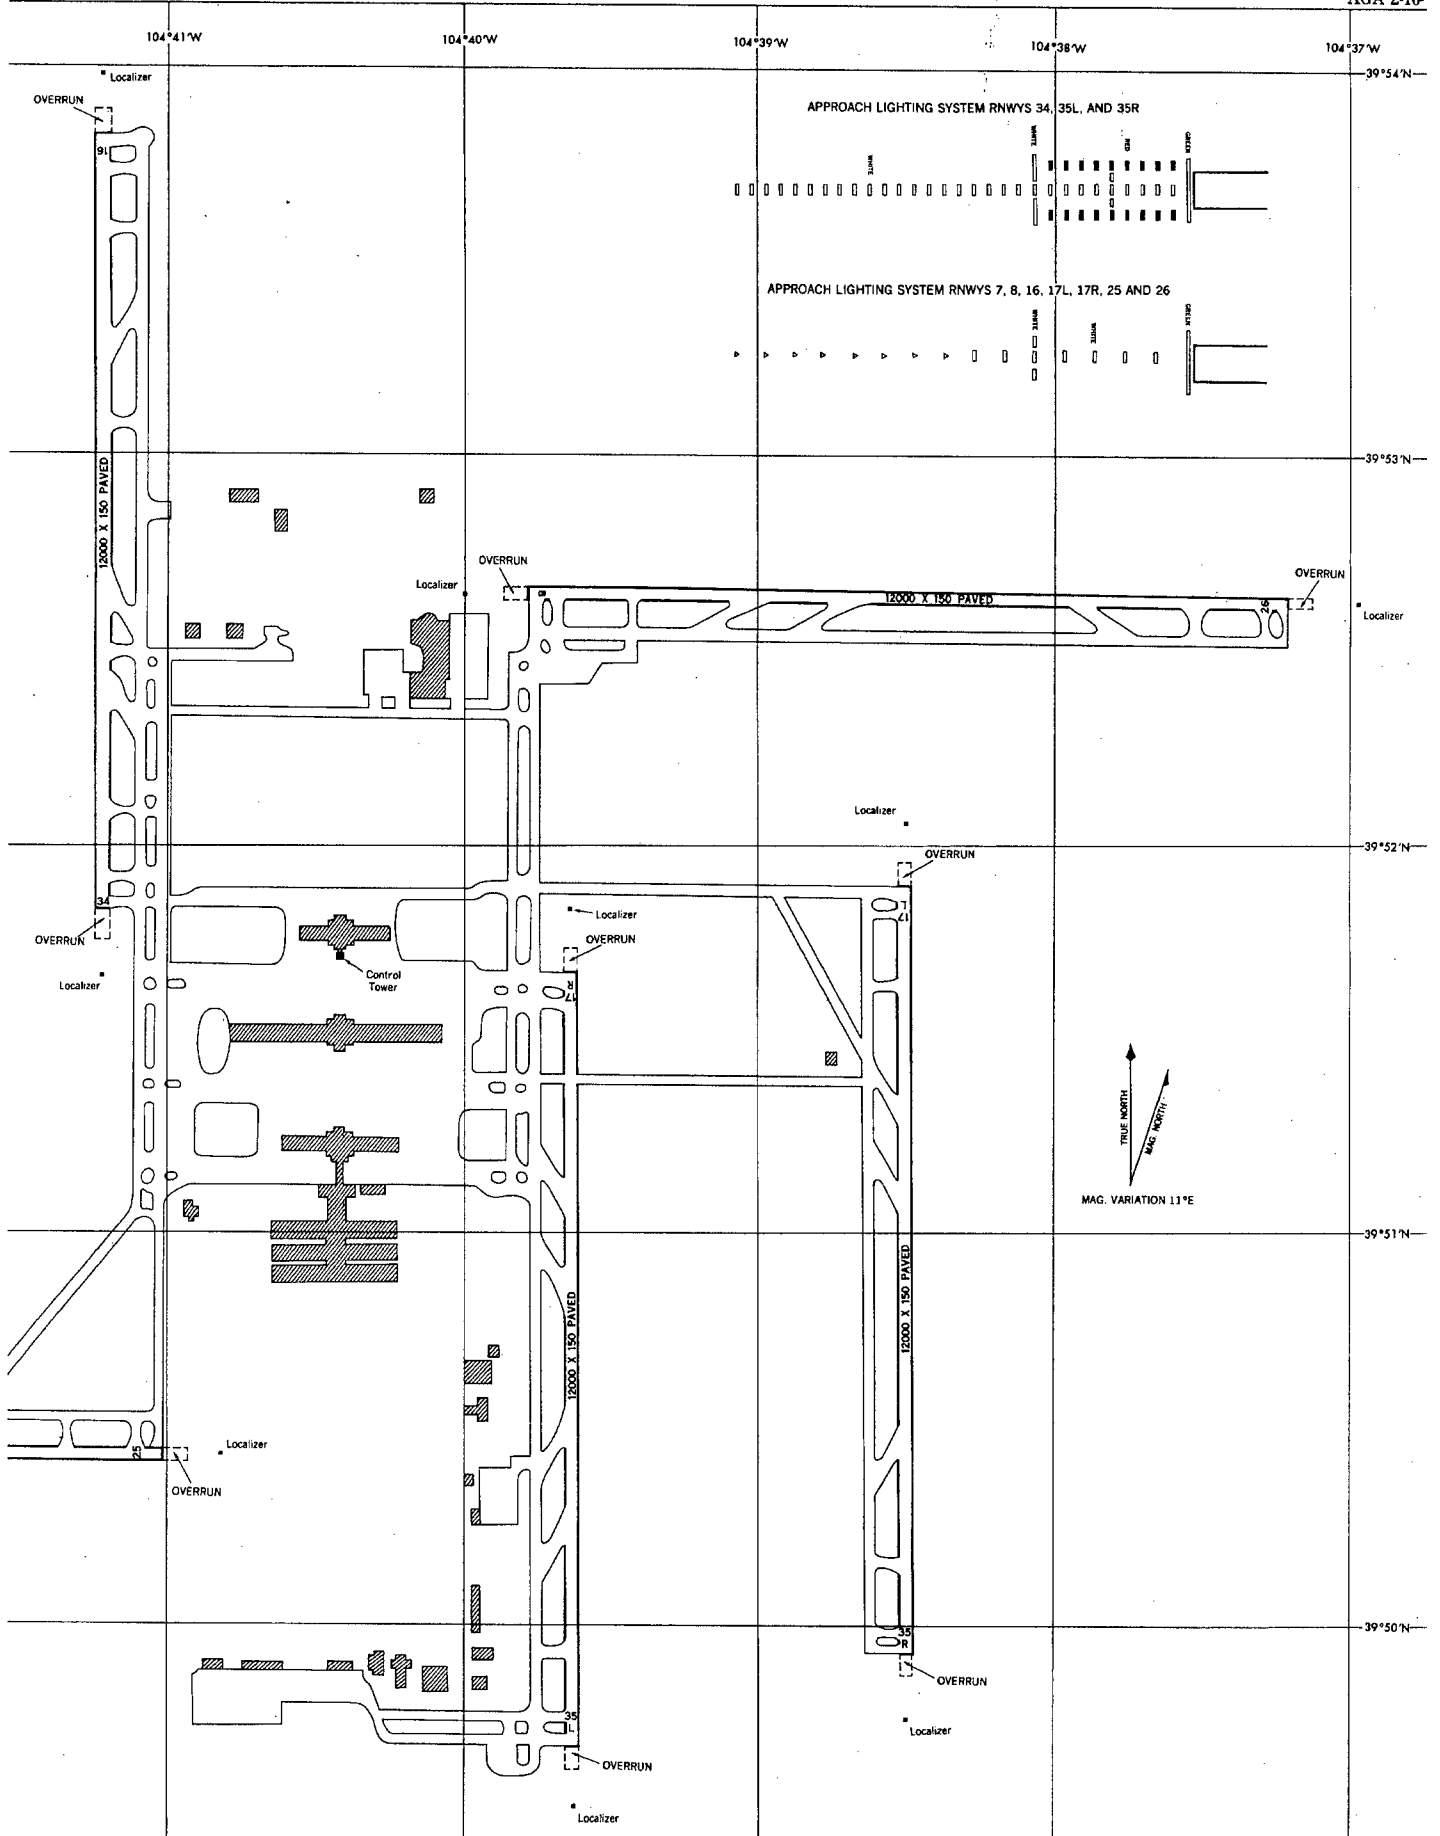 104°41'W
104°40'W
104°39'W
104°38'W
104°37'W
39°54'N
Localizer
OVERRUN
16
APPROACH LIGHTING SYSTEM RNWYS 34, 35L, AND 35R
WHITE
WHITE
RED
GREEN
APPROACH LIGHTING SYSTEM RNWYS 7, 8, 16, 17L, 17R, 25 AND 26
WHITE
WHITE
GREEN
39°53'N
12000 X 150 PAVED
OVERRUN
Localizer
8
12000 X 150 PAVED
26
OVERRUN
Localizer
Localizer
39°52'N
OVERRUN
34
OVERRUN
Localizer
Control
Tower
Localizer
OVERRUN
R
17
L
17
TRUE NORTH
MAG. NORTH
MAG. VARIATION 11°E
39°51'N
12000 X 150 PAVED
12000 X 150 PAVED
25
Localizer
OVERRUN
39°50'N
35
R
OVERRUN
Localizer
35
L
OVERRUN
Localizer